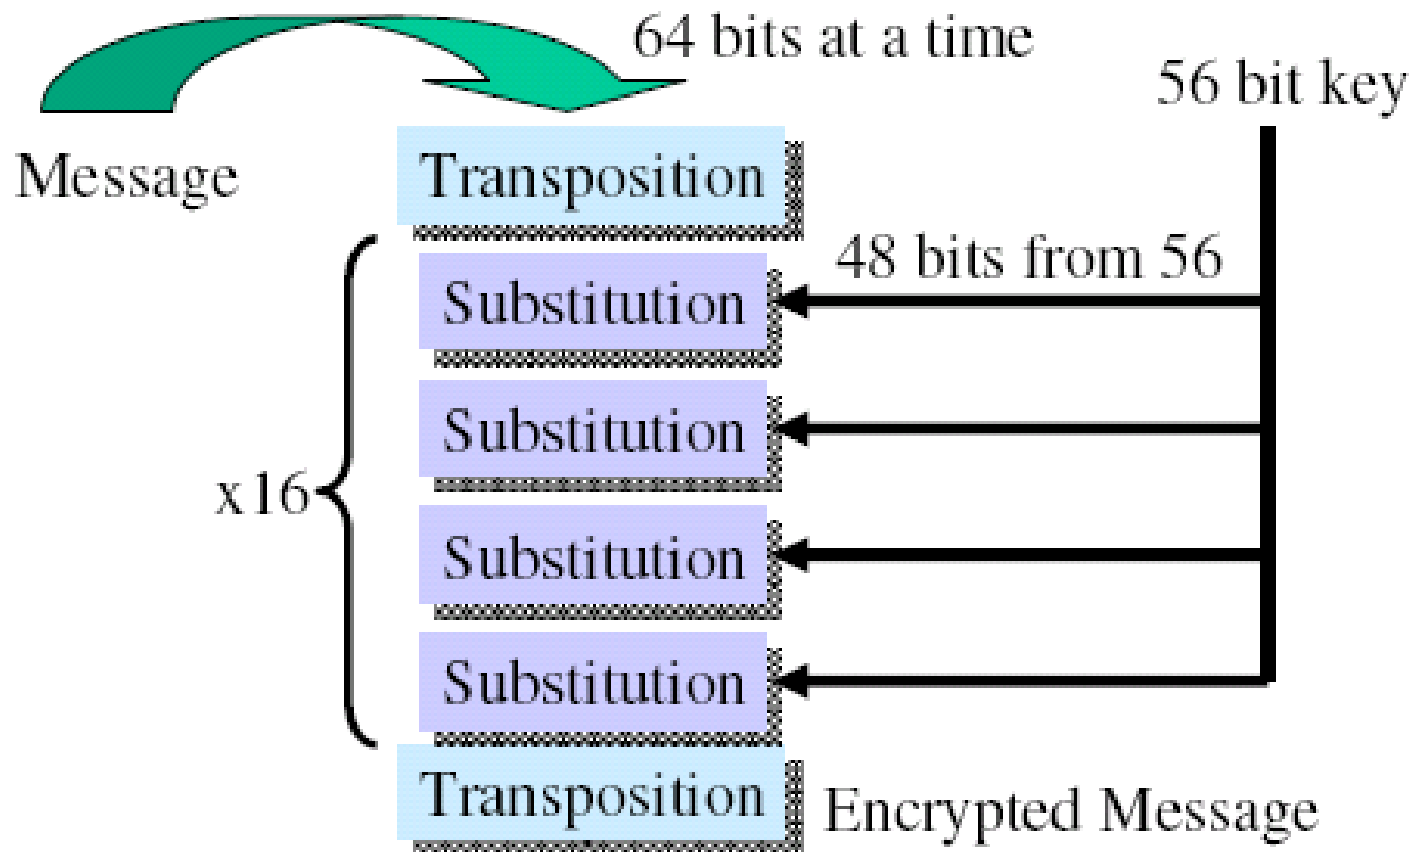 64 bits at a time
56 bit key
Message
Transposition
48 bits from 56
Substitution
Substitution
x16
Substitution
Substitution
Transposition
Encrypted Message